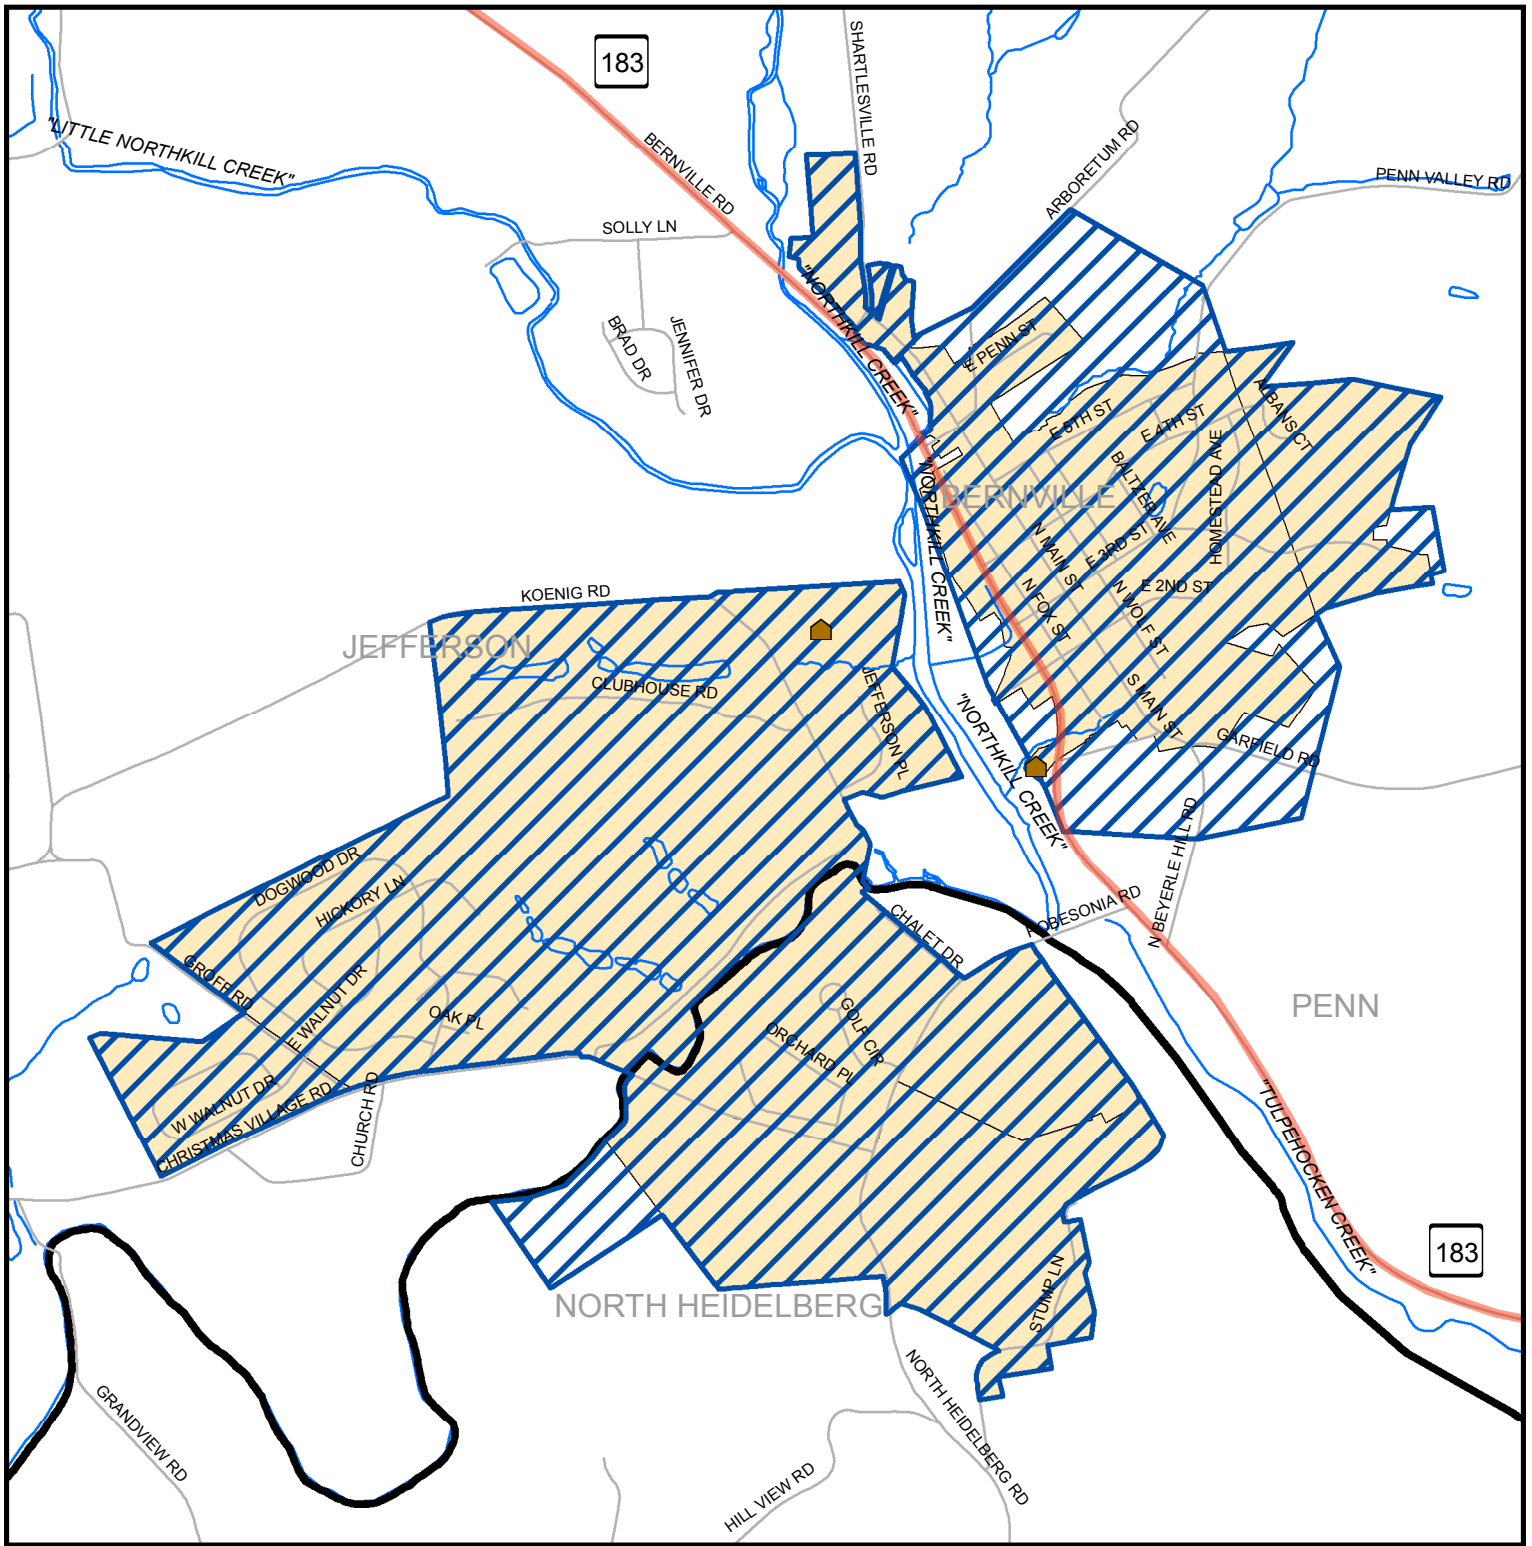 183
SHARTLESVILLE RD
"LITTLE NORTHKILL CREEK"
BERNVILLE RD
ARBORETUM RD
PENN VALLEY RD
SOLLY LN
"NORTHKILL CREEK"
BRAD DR
JENNIFER DR
E PENN ST
ALBANS CT
E 5TH ST
E 4TH ST
HOMESTEAD AVE
BALTZER AVE
BERNVILLE
"NORTHKILL CREEK"
N MAIN ST
E 3RD ST
E 2ND ST
N FOX ST
N WOLF ST
KOENIG RD
JEFFERSON
CLUBHOUSE RD
JEFFERSON PL
S MAIN ST
"NORTHKILL CREEK"
GARFIELD RD
N BEYERLE HILL RD
DOGWOOD DR
HICKORY LN
ROBESONIA RD
CHALET DR
GROFF RD
E WALNUT DR
OAK PL
GOLF CIR
ORCHARD PL
PENN
W WALNUT DR
CHRISTMAS VILLAGE RD
CHURCH RD
"TULPEHOCKEN CREEK"
183
STUMP LN
NORTH HEIDELBERG
NORTH HEIDELBERG RD
GRANDVIEW RD
HILL VIEW RD